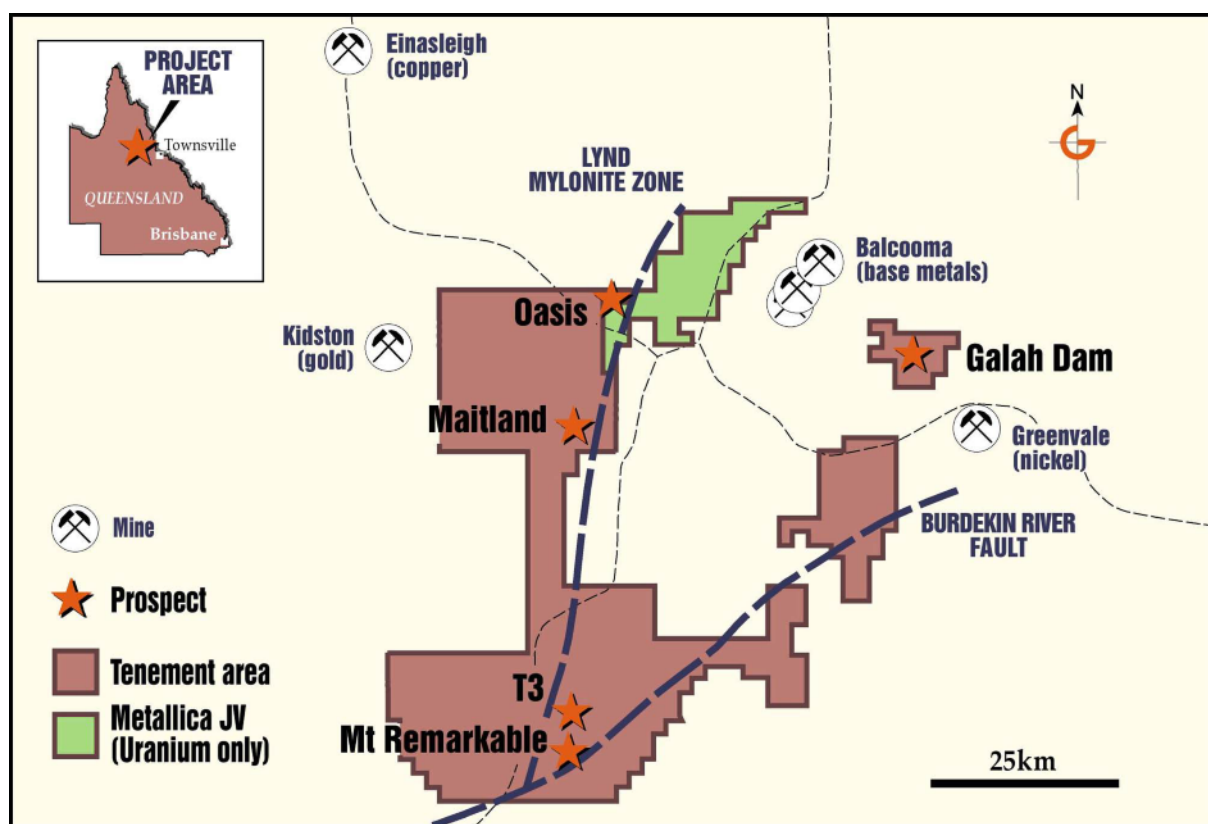 PROJECT
AREA
Townsville
QUEENSLAND
Brisbane
Einasleigh
(copper)
N
LYND
MYLONITE ZONE
Balcooma
(base metals)
Oasis
Kidston
(gold)
Galah Dam
Maitland
Greenvale
(nickel)
BURDEKIN RIVER
FAULT
Mine
Prospect
Tenement area
Metallica JV
(Uranium only)
T3
Mt Remarkable
25km